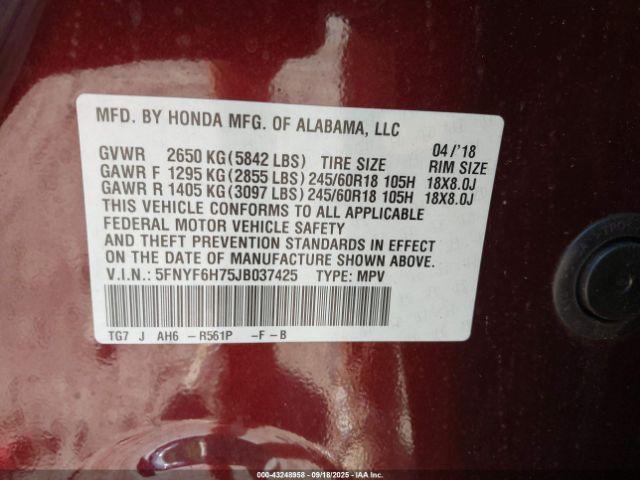 MFD. BY HONDA MFG. OF ALABAMA, LLC
GVWR 2650 KG (5842 LBS) TIRE SIZE 04/'18 RIM SIZE
GAWR F 1295 KG (2855 LBS) 245/60R18 105H 18X8.0J
GAWR R 1405 KG (3097 LBS) 245/60R18 105H 18X8.0J
THIS VEHICLE CONFORMS TO ALL APPLICABLE
FEDERAL MOTOR VEHICLE SAFETY
AND THEFT PREVENTION STANDARDS IN EFFECT
ON THE DATE OF MANUFACTURE SHOWN ABOVE.
V.I.N.: 5FNYF6H75JB037425 TYPE: MPV
TG7 J AH6 - R561P -F-B
000-43248958 - 09/18/2025 - IAA Inc.